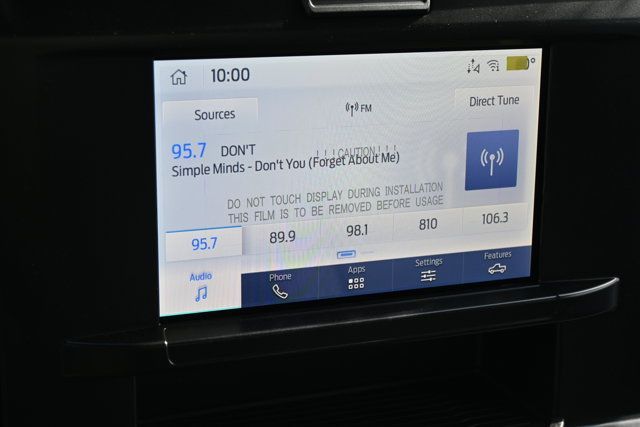 10:00
Sources
FM
Direct Tune
95.7 DON'T
! ! ! CAUTION ! ! !
Simple Minds - Don't You (Forget About Me)
DO NOT TOUCH DISPLAY DURING INSTALLATION
THIS FILM IS TO BE REMOVED BEFORE USAGE
95.7 89.9 98.1 810 106.3
Audio Phone Apps Settings Features